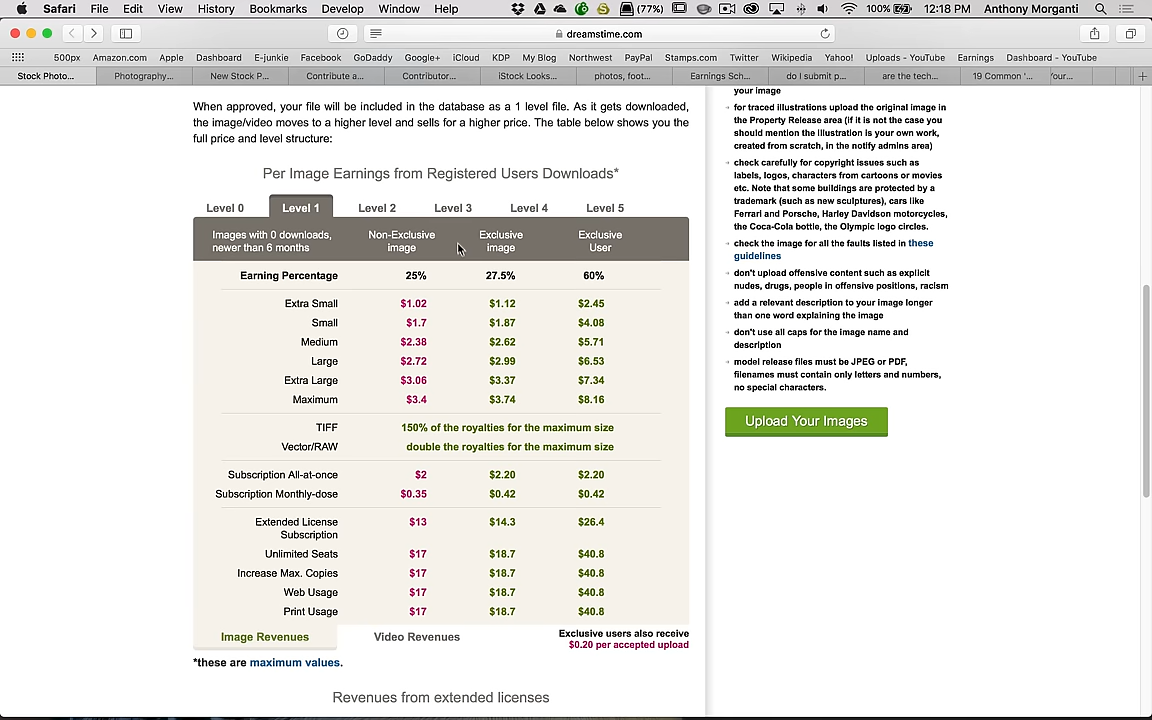 Safari File Edit View History Bookmarks Develop Window Help (77%) 100% 12:18 PM Anthony Morganti
dreamstime.com
500px Amazon.com Apple Dashboard E-junkie Facebook GoDaddy Google+ iCloud KDP My Blog Northwest PayPal Stamps.com Twitter Wikipedia Yahoo! Uploads - YouTube Earnings Dashboard - YouTube
Stock Photo... Photography... New Stock P... Contribute a... Contributor... iStock Looks... photos, foot... Earnings Sch... do I submit p... are the tech... 19 Common '... Your...
When approved, your file will be included in the database as a 1 level file. As it gets downloaded,
the image/video moves to a higher level and sells for a higher price. The table below shows you the
full price and level structure:
Per Image Earnings from Registered Users Downloads*
Level 0 Level 1 Level 2 Level 3 Level 4 Level 5
Images with 0 downloads, newer than 6 months Non-Exclusive image Exclusive image Exclusive User
Earning Percentage 25% 27.5% 60%
Extra Small $1.02 $1.12 $2.45
Small $1.7 $1.87 $4.08
Medium $2.38 $2.62 $5.71
Large $2.72 $2.99 $6.53
Extra Large $3.06 $3.37 $7.34
Maximum $3.4 $3.74 $8.16
TIFF 150% of the royalties for the maximum size
Vector/RAW double the royalties for the maximum size
Subscription All-at-once $2 $2.20 $2.20
Subscription Monthly-dose $0.35 $0.42 $0.42
Extended License Subscription $13 $14.3 $26.4
Unlimited Seats $17 $18.7 $40.8
Increase Max. Copies $17 $18.7 $40.8
Web Usage $17 $18.7 $40.8
Print Usage $17 $18.7 $40.8
Image Revenues Video Revenues Exclusive users also receive
$0.20 per accepted upload
*these are maximum values.
Revenues from extended licenses
your image
for traced illustrations upload the original image in
the Property Release area (if it is not the case you
should mention the illustration is your own work,
created from scratch, in the notify admins area)
check carefully for copyright issues such as
labels, logos, characters from cartoons or movies
etc. Note that some buildings are protected by a
trademark (such as new sculptures), cars like
Ferrari and Porsche, Harley Davidson motorcycles,
the Coca-Cola bottle, the Olympic logo circles.
check the image for all the faults listed in these
guidelines
don't upload offensive content such as explicit
nudes, drugs, people in offensive positions, racism
add a relevant description to your image longer
than one word explaining the image
don't use all caps for the image name and
description
model release files must be JPEG or PDF,
filenames must contain only letters and numbers,
no special characters.
Upload Your Images